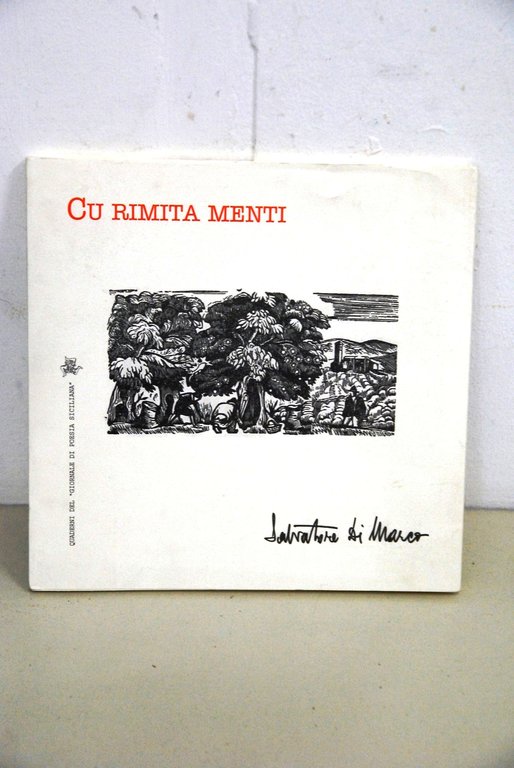 CU RIMITA MENTI
QUADERNI DEL "GIORNALE DI POESIA SICILIANA"
Salvatore Di Marco